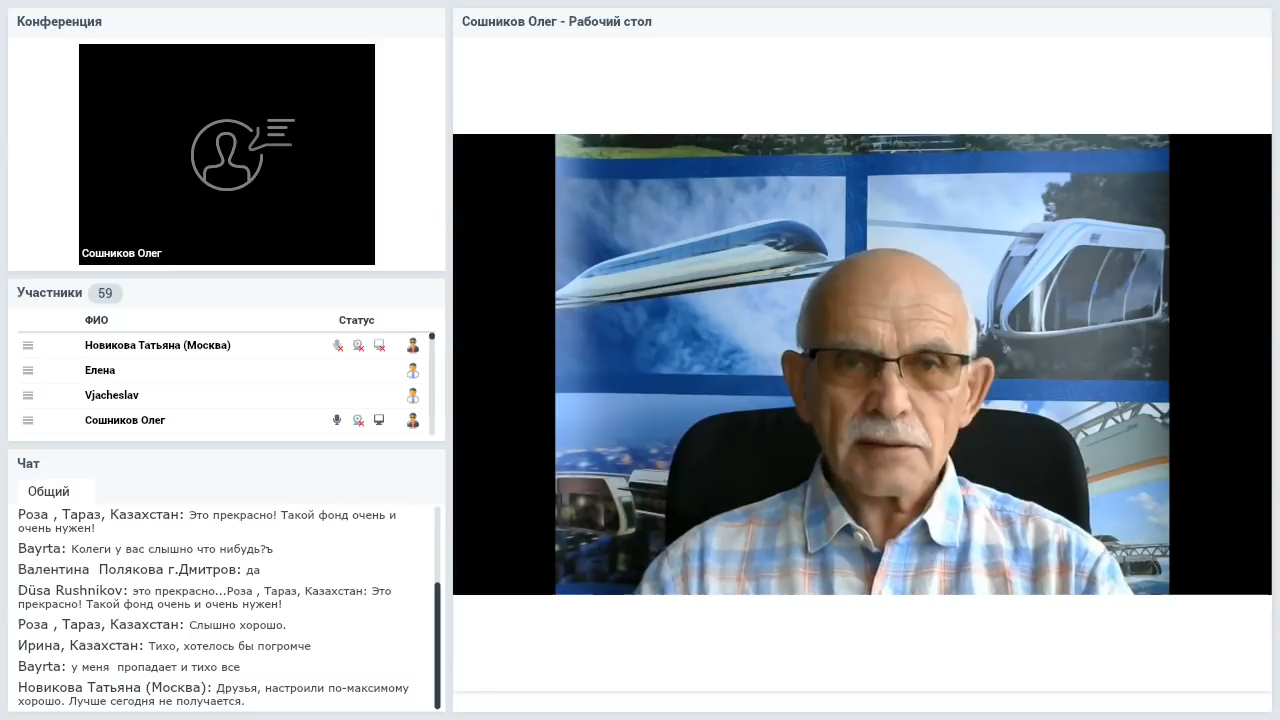 Конференция
Сошников Олег
Участники 59
ФИО Статус
Новикова Татьяна (Москва)
Елена
Vjacheslav
Сошников Олег
Чат
Общий
Роза , Тараз, Казахстан: Это прекрасно! Такой фонд очень и
очень нужен!
Bayrta: Колеги у вас слышно что нибудь?ъ
Валентина Полякова г.Дмитров: да
Düsa Rushnikov: это прекрасно...Роза , Тараз, Казахстан: Это
прекрасно! Такой фонд очень и очень нужен!
Роза , Тараз, Казахстан: Слышно хорошо.
Ирина, Казахстан: Тихо, хотелось бы погромче
Bayrta: у меня пропадает и тихо все
Новикова Татьяна (Москва): Друзья, настроили по-максимому
хорошо. Лучше сегодня не получается.
Сошников Олег - Рабочий стол